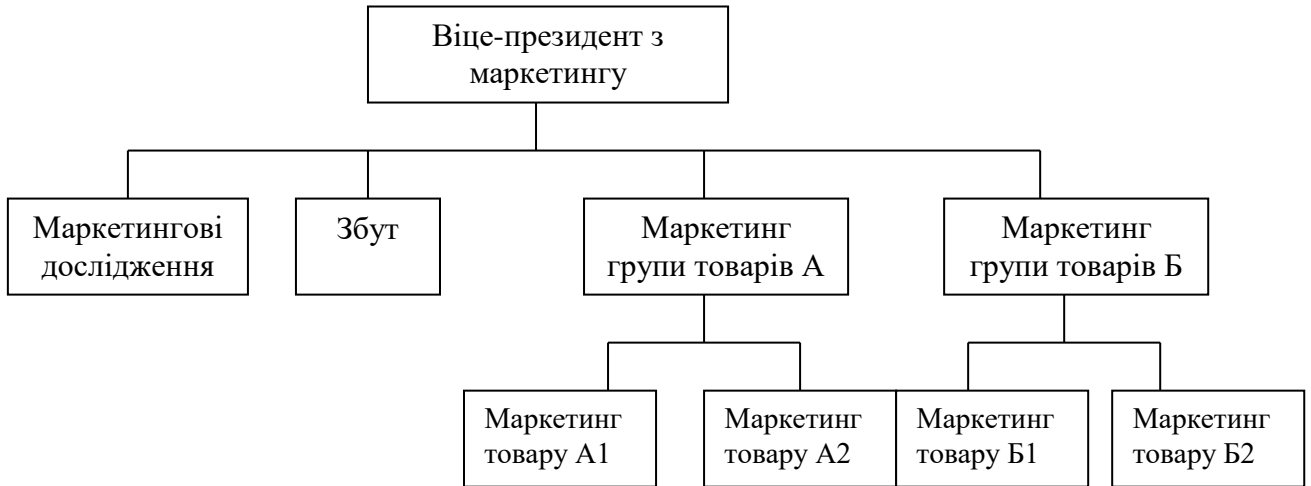 Віце-президент з
маркетингу
Маркетингові
дослідження
Збут
Маркетинг
групи товарів А
Маркетинг
групи товарів Б
Маркетинг
товару А1
Маркетинг
товару А2
Маркетинг
товару Б1
Маркетинг
товару Б2